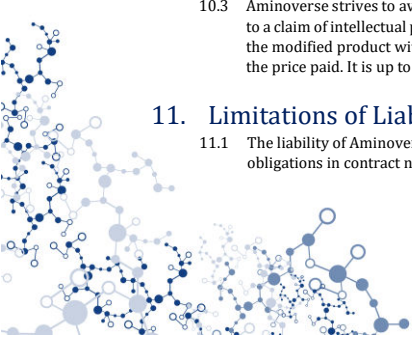 10.3 Aminoverse strives to av
to a claim of intellectual p
the modified product wit
the price paid. It is up to
11. Limitations of Liab
11.1 The liability of Aminover
obligations in contract n